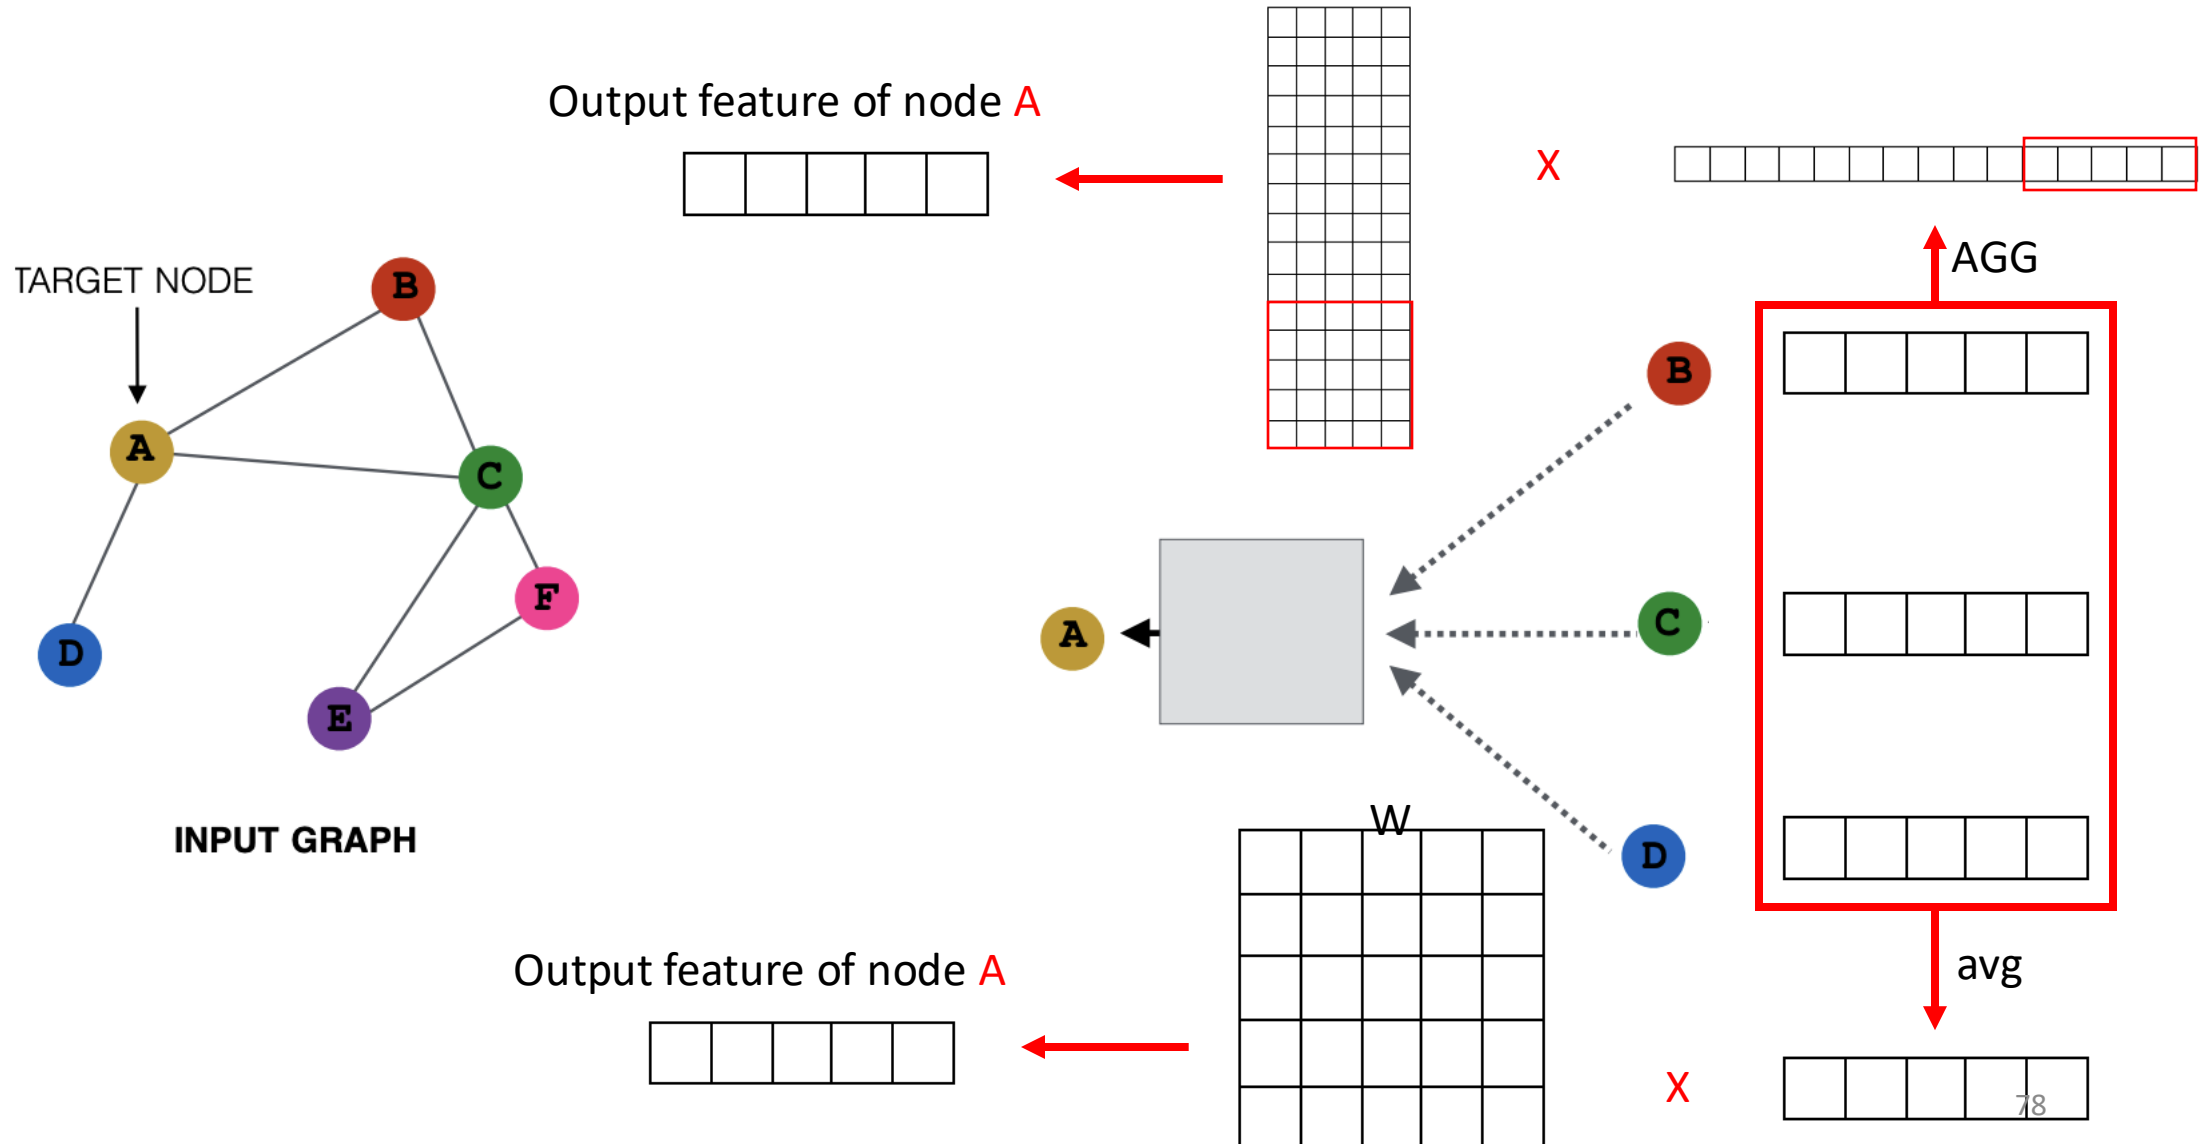 Output feature of node A
X
AGG
TARGET NODE
B
A
C
F
D
E
INPUT GRAPH
B
A
C
D
W
Output feature of node A
avg
X
78